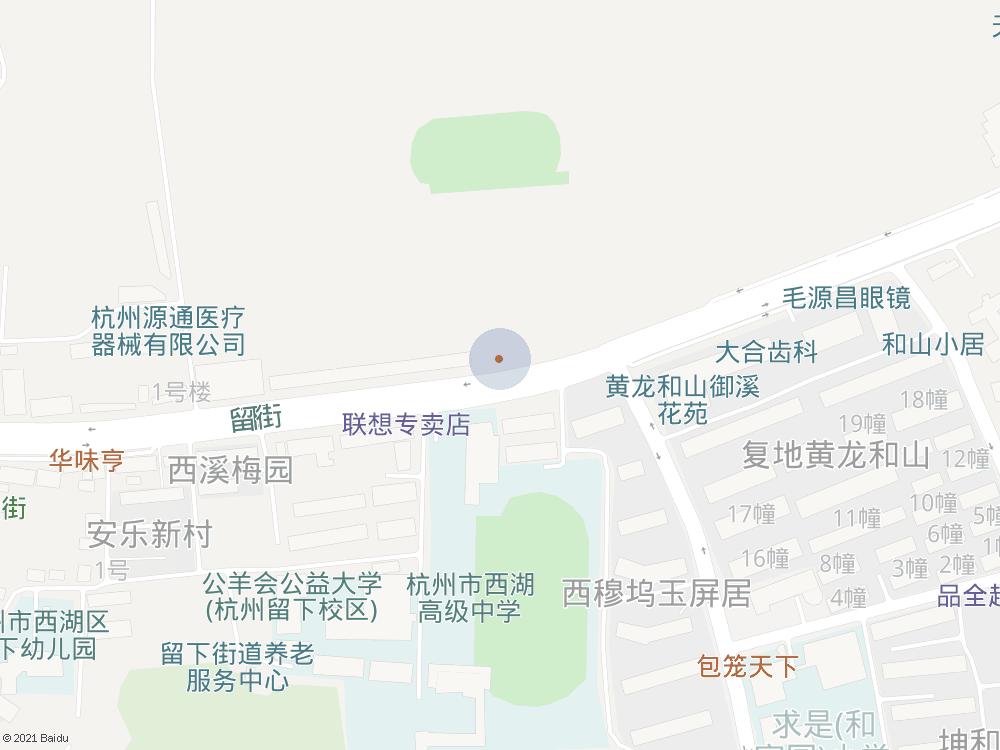 毛源昌眼镜
杭州源通医疗
器械有限公司
大合齿科
和山小居
1号楼
黄龙和山御溪
花苑
18幢
留街
联想专卖店
19幢
华味亨
西溪梅园
复地黄龙和山
12幢
街
10幢
17幢
11幢
5幢
安乐新村
6幢
16幢
8幢
3幢
2幢
1号
公羊会公益大学
(杭州留下校区)
杭州市西湖
高级中学
西穆坞玉屏居
4幢
品全超
州市西湖区
下幼儿园
留下街道养老
服务中心
包笼天下
求是(和
坤和
© 2021 Baidu